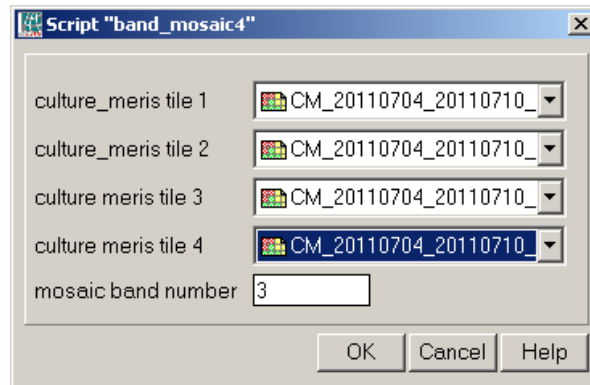 Script "band_mosaic4"
culture_meris tile 1 CM_20110704_20110710_
culture_meris tile 2 CM_20110704_20110710_
culture meris tile 3 CM_20110704_20110710_
culture meris tile 4 CM_20110704_20110710_
mosaic band number 3
OK Cancel Help